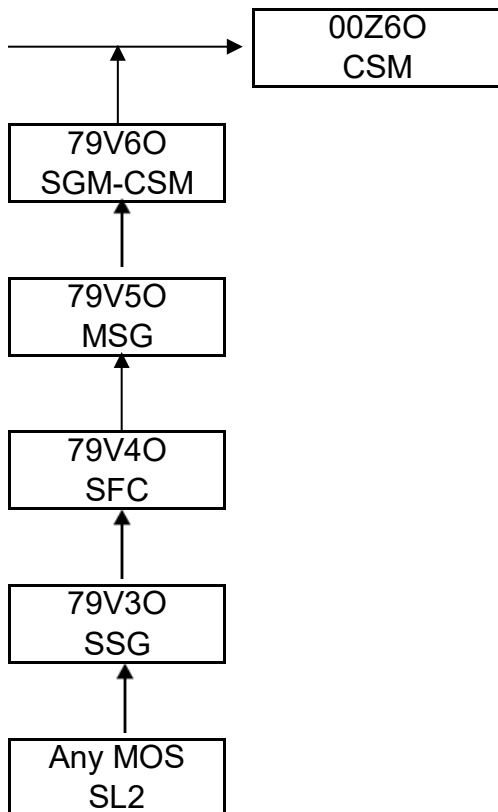 00Z6O
CSM
79V6O
SGM-CSM
79V5O
MSG
79V4O
SFC
79V3O
SSG
Any MOS
SL2